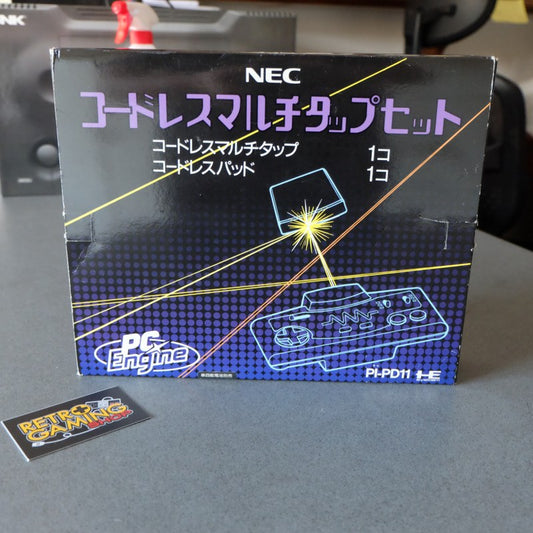 NK
NEC
コードレスマルチタップセット
コードレスマルチタップ 1コ
コードレスパッド 1コ
PC Engine
PI-PD11 HE
RETRO
GAMING
SHOP